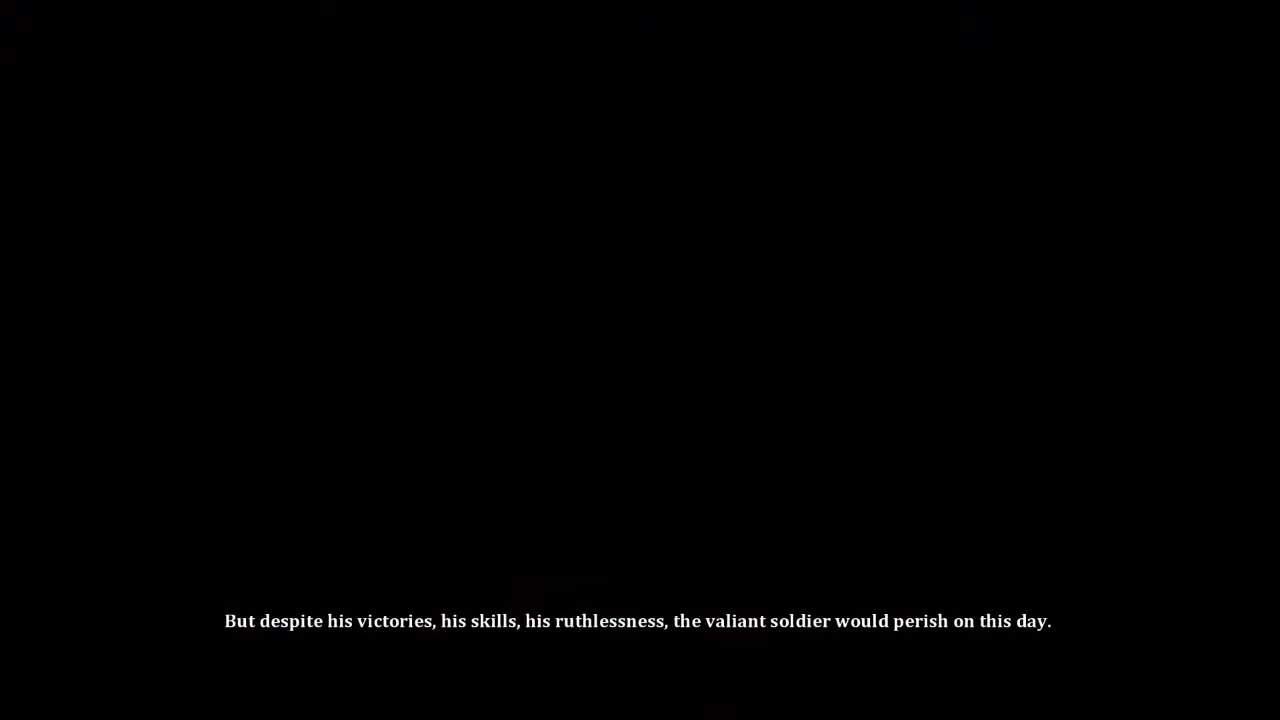 But despite his victories, his skills, his ruthlessness, the valiant soldier would perish on this day.